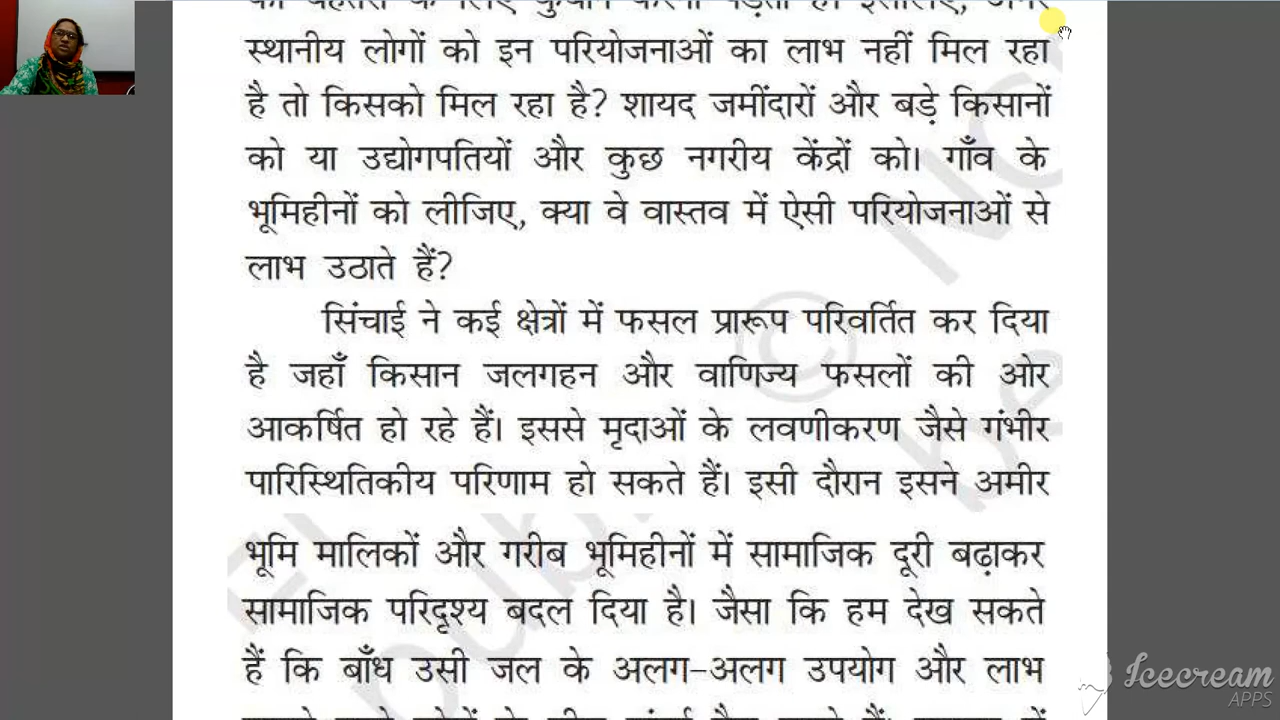 स्थानीय लोगों को इन परियोजनाओं का लाभ नहीं मिल रहा
है तो किसको मिल रहा है? शायद जमींदारों और बड़े किसानों
को या उद्योगपतियों और कुछ नगरीय केंद्रों को। गाँव के
भूमिहीनों को लीजिए, क्या वे वास्तव में ऐसी परियोजनाओं से
लाभ उठाते हैं?
सिंचाई ने कई क्षेत्रों में फसल प्रारूप परिवर्तित कर दिया
है जहाँ किसान जलगहन और वाणिज्य फसलों की ओर
आकर्षित हो रहे हैं। इससे मृदाओं के लवणीकरण जैसे गंभीर
पारिस्थितिकीय परिणाम हो सकते हैं। इसी दौरान इसने अमीर
भूमि मालिकों और गरीब भूमिहीनों में सामाजिक दूरी बढ़ाकर
सामाजिक परिदृश्य बदल दिया है। जैसा कि हम देख सकते
हैं कि बाँध उसी जल के अलग-अलग उपयोग और लाभ
Icecream
APPS